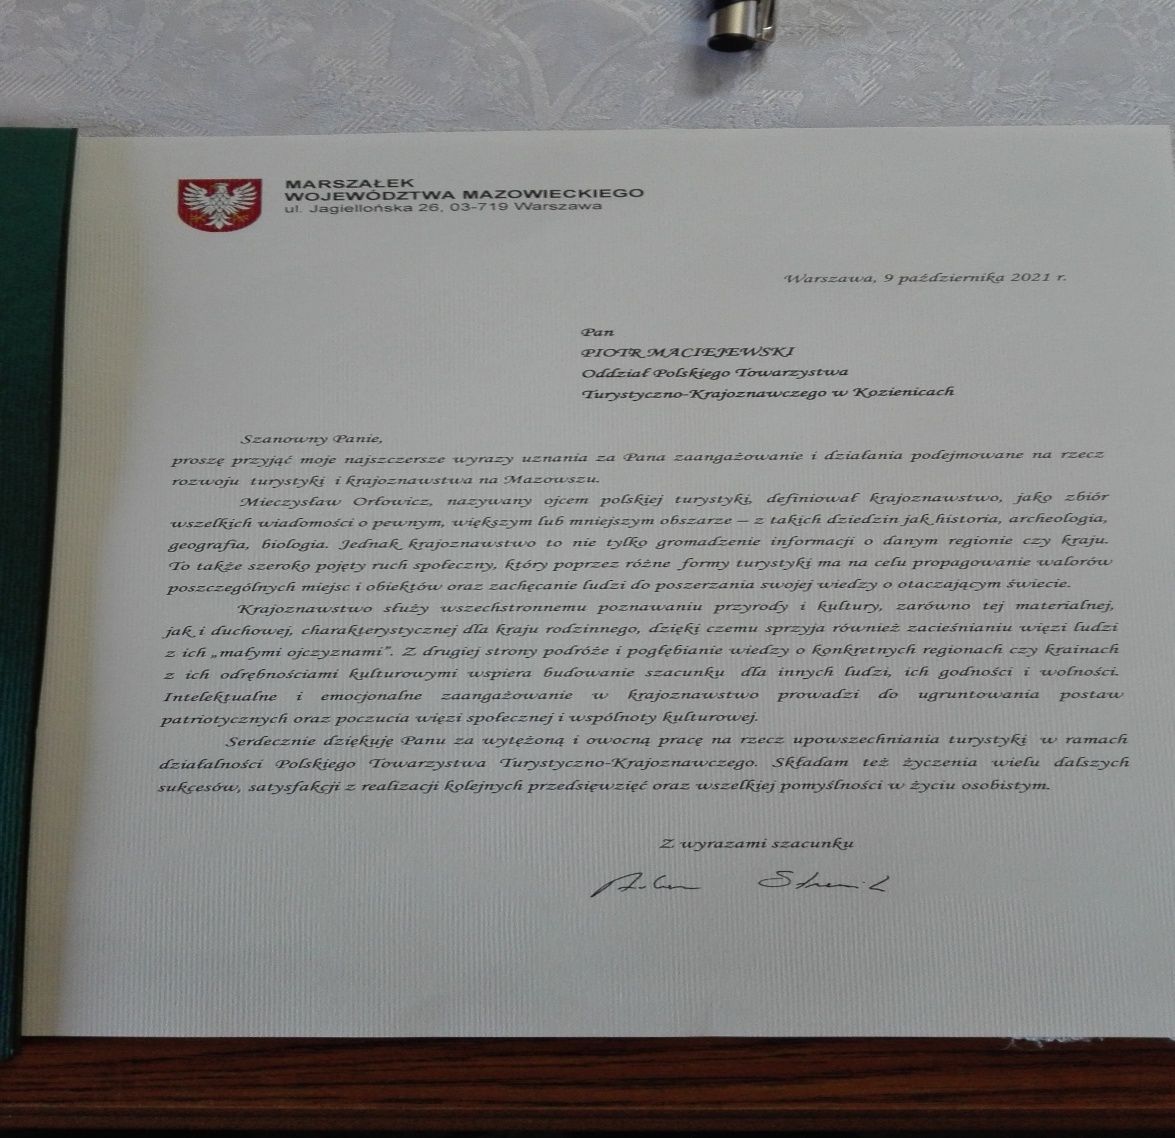 MARSZAŁEK
WOJEWÓDZTWA MAZOWIECKIEGO
ul. Jagiellońska 26, 03-719 Warszawa
Warszawa, 9 października 2021 r.
Pan
PIOTR MACIEJEWSKI
Oddział Polskiego Towarzystwa
Turystyczno-Krajoznawczego w Kozienicach
Szanowny Panie,
proszę przyjąć moje najszczersze wyrazy uznania za Pana zaangażowanie i działania podejmowane na rzecz
rozwoju turystyki i krajoznawstwa na Mazowszu.
Mieczysław Orłowicz, nazywany ojcem polskiej turystyki, definiował krajoznawstwo, jako zbiór
wszelkich wiadomości o pewnym, większym lub mniejszym obszarze – z takich dziedzin jak historia, archeologia,
geografia, biologia. Jednak krajoznawstwo to nie tylko gromadzenie informacji o danym regionie czy kraju.
To także szeroko pojęty ruch społeczny, który poprzez różne formy turystyki ma na celu propagowanie walorów
poszczególnych miejsc i obiektów oraz zachęcanie ludzi do poszerzania swojej wiedzy o otaczającym świecie.
Krajoznawstwo służy wszechstronnemu poznawaniu przyrody i kultury, zarówno tej materialnej,
jak i duchowej, charakterystycznej dla kraju rodzinnego, dzięki czemu sprzyja również zacieśnianiu więzi ludzi
z ich „małymi ojczyznami”. Z drugiej strony podróże i pogłębianie wiedzy o konkretnych regionach czy krainach
z ich odrębnościami kulturowymi wspiera budowanie szacunku dla innych ludzi, ich godności i wolności.
Intelektualne i emocjonalne zaangażowanie w krajoznawstwo prowadzi do ugruntowania postaw
patriotycznych oraz poczucia więzi społecznej i wspólnoty kulturowej.
Serdecznie dziękuję Panu za wytężoną i owocną pracę na rzecz upowszechniania turystyki w ramach
działalności Polskiego Towarzystwa Turystyczno-Krajoznawczego. Składam też życzenia wielu dalszych
sukcesów, satysfakcji z realizacji kolejnych przedsięwzięć oraz wszelkiej pomyślności w życiu osobistym.
Z wyrazami szacunku